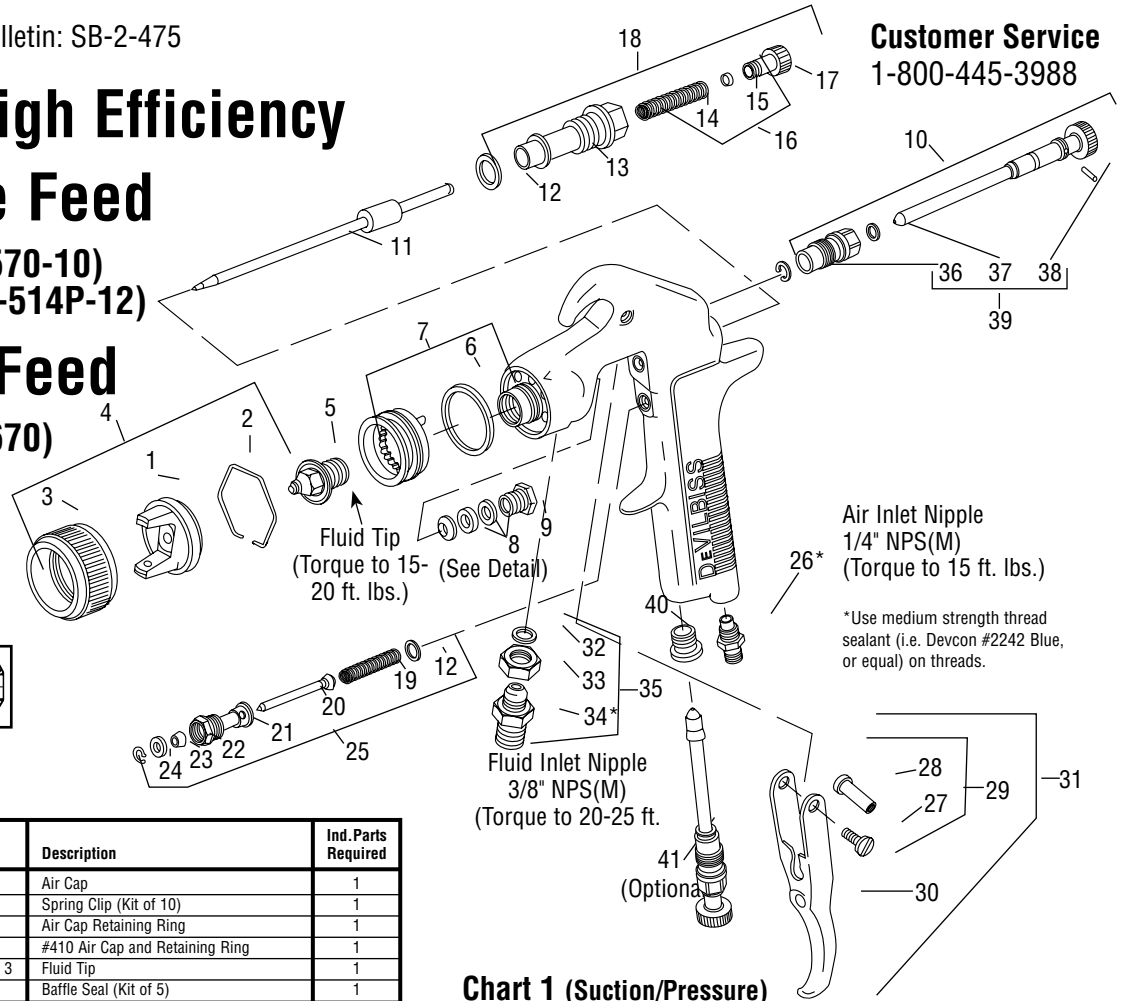 lletin: SB-2-475
Customer Service
1-800-445-3988
igh Efficiency
e Feed
570-10)
-514P-12)
Feed
670)
18
17
15
14
16
13
12
10
11
36 37 38
39
7
6
5
4
2
1
3
Fluid Tip
(Torque to 15-
20 ft. lbs.)
8
9
(See Detail)
DEVILBISS
Air Inlet Nipple
1/4" NPS(M)
(Torque to 15 ft. lbs.)
26*
*Use medium strength thread
sealant (i.e. Devcon #2242 Blue,
or equal) on threads.
40
32
33
34*
35
12
19
20
21
22
23
24
25
Fluid Inlet Nipple
3/8" NPS(M)
(Torque to 20-25 ft.
28
27
29
31
30
41
(Optiona
Description Ind.Parts Required
Air Cap 1
Spring Clip (Kit of 10) 1
Air Cap Retaining Ring 1
#410 Air Cap and Retaining Ring 1
3 Fluid Tip 1
Baffle Seal (Kit of 5) 1
Chart 1 (Suction/Pressure)